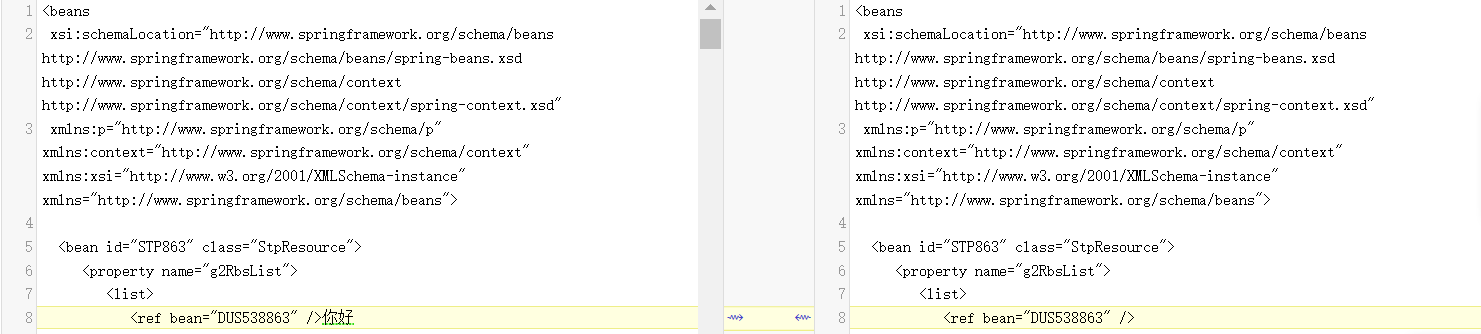 1 <beans
2  xsi:schemaLocation="http://www.springframework.org/schema/beans
http://www.springframework.org/schema/beans/spring-beans.xsd
http://www.springframework.org/schema/context
http://www.springframework.org/schema/context/spring-context.xsd"
3  xmlns:p="http://www.springframework.org/schema/p"
xmlns:context="http://www.springframework.org/schema/context"
xmlns:xsi="http://www.w3.org/2001/XMLSchema-instance"
xmlns="http://www.springframework.org/schema/beans">
4
5   <bean id="STP863" class="StpResource">
6      <property name="g2RbsList">
7         <list>
8            <ref bean="DUS538863" />你好
1 <beans
2  xsi:schemaLocation="http://www.springframework.org/schema/beans
http://www.springframework.org/schema/beans/spring-beans.xsd
http://www.springframework.org/schema/context
http://www.springframework.org/schema/context/spring-context.xsd"
3  xmlns:p="http://www.springframework.org/schema/p"
xmlns:context="http://www.springframework.org/schema/context"
xmlns:xsi="http://www.w3.org/2001/XMLSchema-instance"
xmlns="http://www.springframework.org/schema/beans">
4
5   <bean id="STP863" class="StpResource">
6      <property name="g2RbsList">
7         <list>
8            <ref bean="DUS538863" />